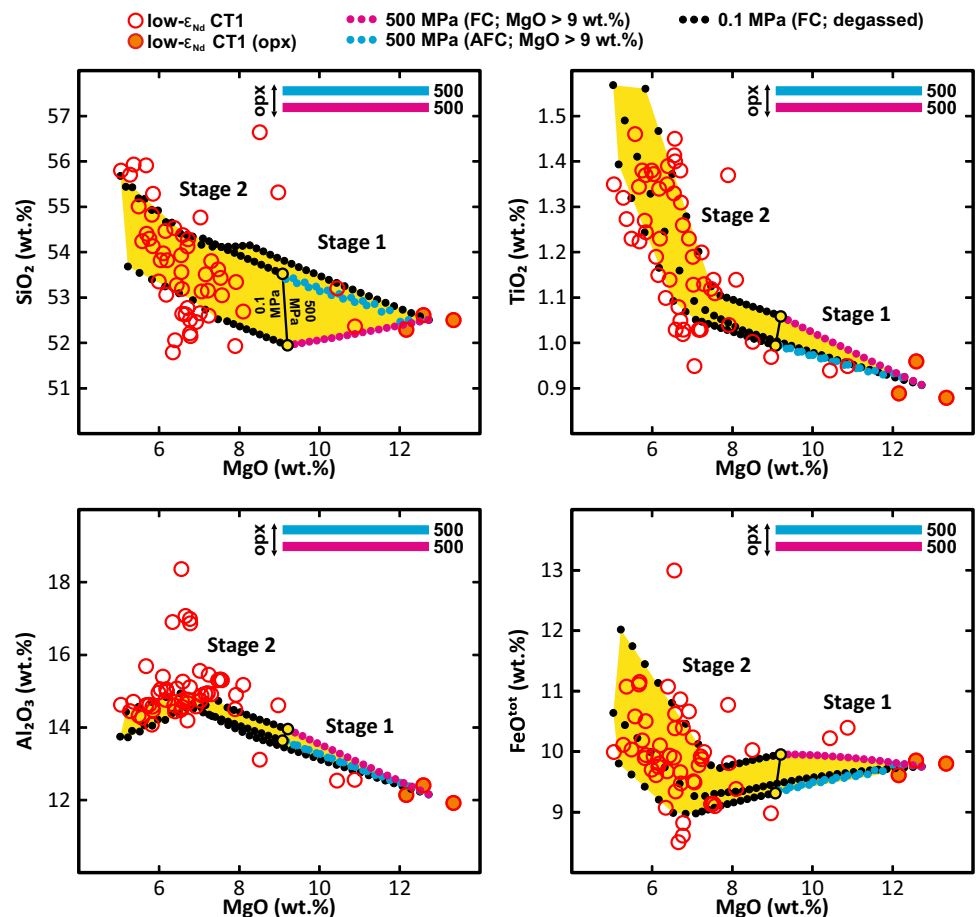 low-εNd CT1
low-εNd CT1 (opx)
500 MPa (FC; MgO > 9 wt.%)
500 MPa (AFC; MgO > 9 wt.%)
0.1 MPa (FC; degassed)
SiO₂ (wt.%)
57
56
55
54
53
52
51
opx
500
500
Stage 2
Stage 1
0.1 MPa
500 MPa
6
8
10
12
MgO (wt.%)
TiO₂ (wt.%)
1.5
1.4
1.3
1.2
1.1
1.0
0.9
opx
500
500
Stage 2
Stage 1
6
8
10
12
MgO (wt.%)
Al₂O₃ (wt.%)
18
16
14
12
opx
500
500
Stage 2
Stage 1
6
8
10
12
MgO (wt.%)
FeOᵗᵒᵗ (wt.%)
13
12
11
10
9
opx
500
500
Stage 2
Stage 1
6
8
10
12
MgO (wt.%)